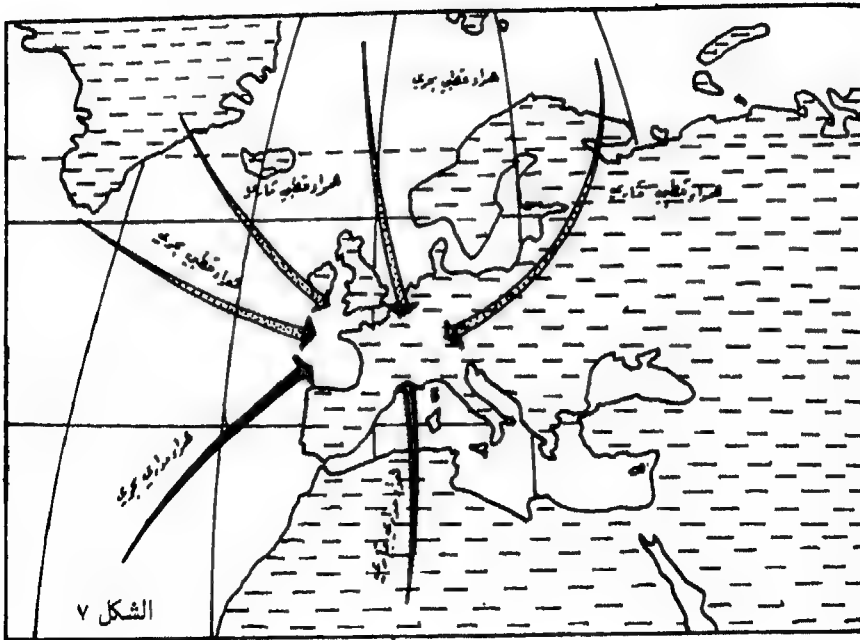 هواء قطبي بحري
هواء قطبي قاري
هواء قطبي قاري
هواء قطبي بحري
هواء مداري بحري
هواء مداري قاري
الشكل ٧